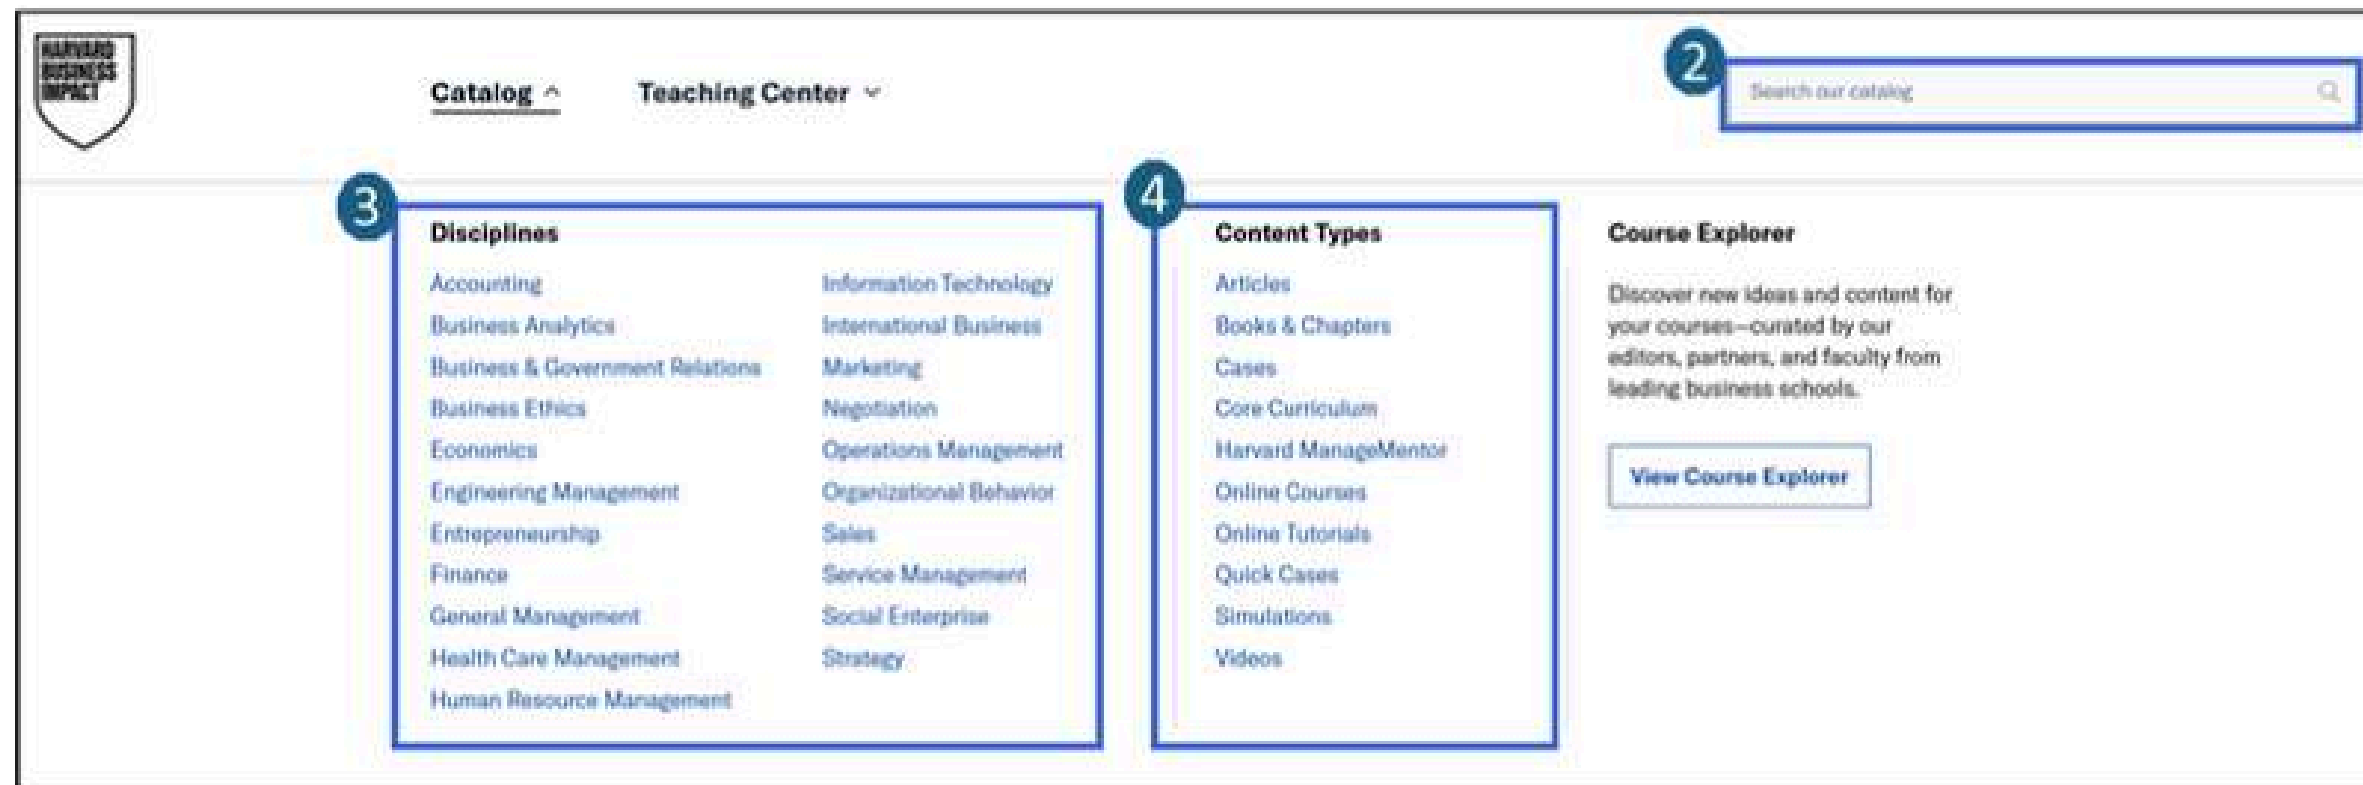 HARVARD
BUSINESS
IMPACT
Catalog
Teaching Center
2
Search our catalog
3
Disciplines
Accounting
Business Analytics
Business & Government Relations
Business Ethics
Economics
Engineering Management
Entrepreneurship
Finance
General Management
Health Care Management
Human Resource Management
Information Technology
International Business
Marketing
Negotiation
Operations Management
Organizational Behavior
Sales
Service Management
Social Enterprise
Strategy
4
Content Types
Articles
Books & Chapters
Cases
Core Curriculum
Harvard ManageMentor
Online Courses
Online Tutorials
Quick Cases
Simulations
Videos
Course Explorer
Discover new ideas and content for
your courses—curated by our
editors, partners, and faculty from
leading business schools.
View Course Explorer